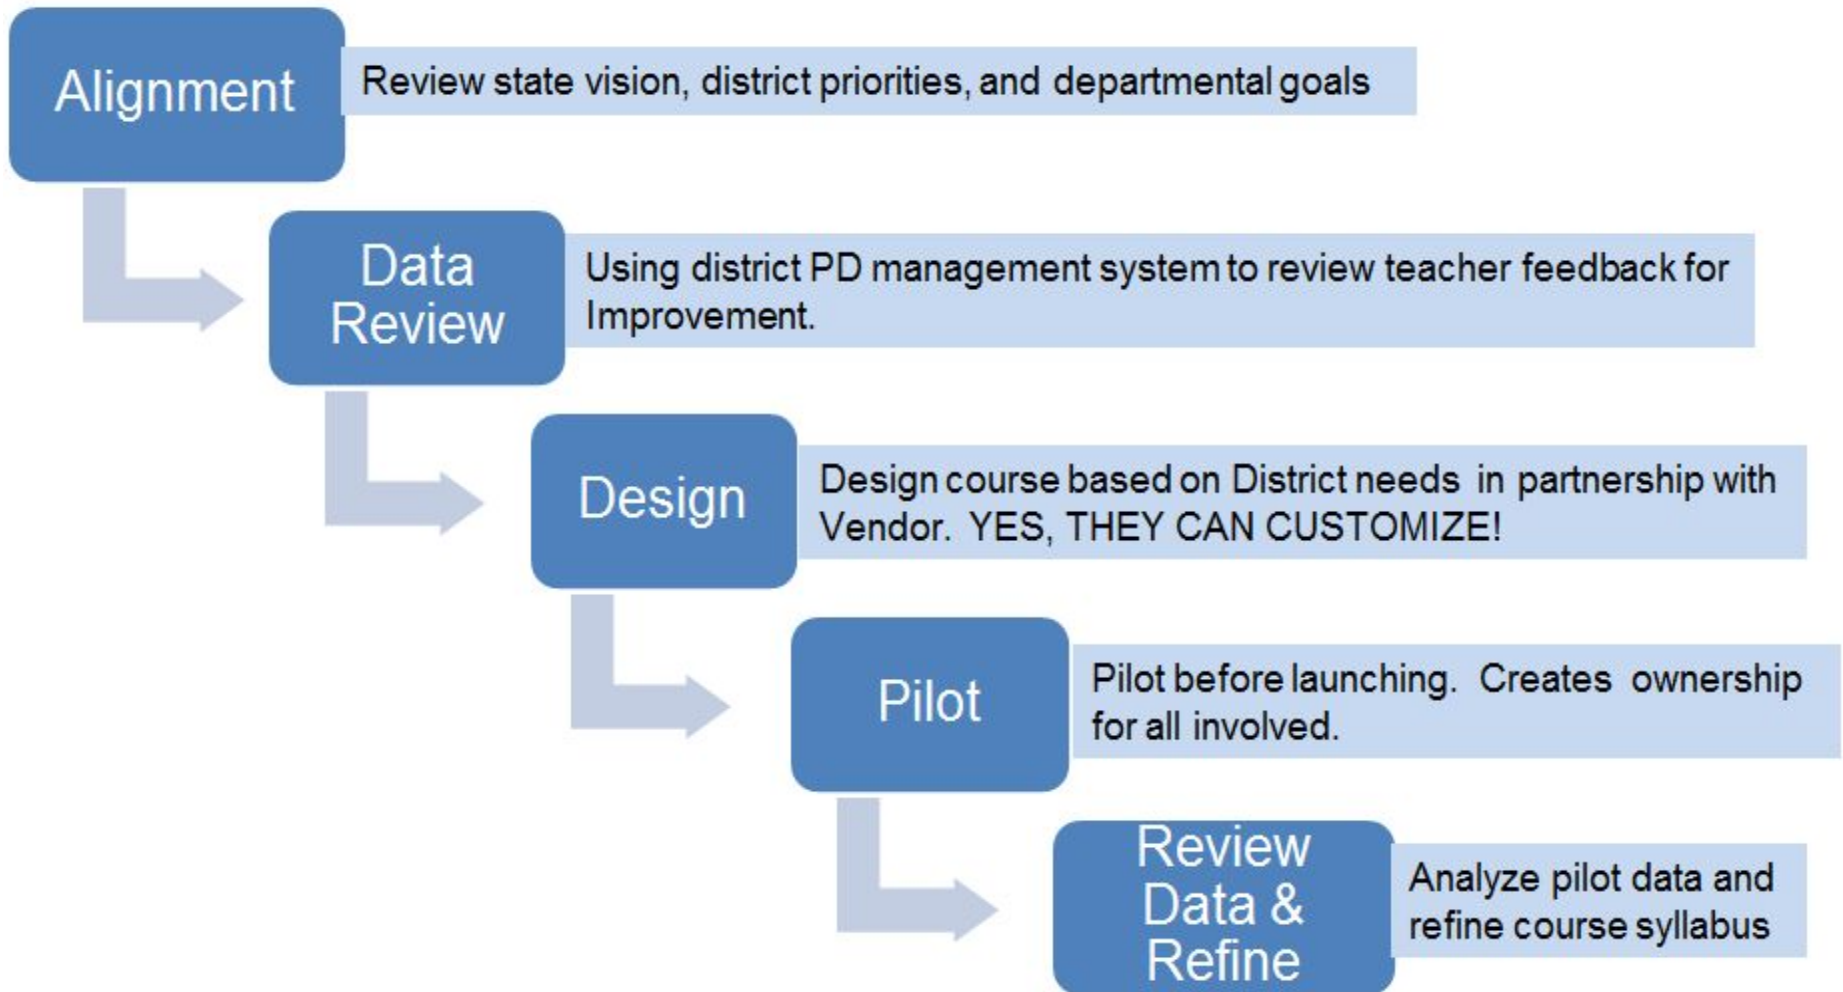 Alignment
Review state vision, district priorities, and departmental goals
Data
Review
Using district PD management system to review teacher feedback for
Improvement.
Design
Design course based on District needs in partnership with
Vendor. YES, THEY CAN CUSTOMIZE!
Pilot
Pilot before launching. Creates ownership
for all involved.
Review
Data &
Refine
Analyze pilot data and
refine course syllabus